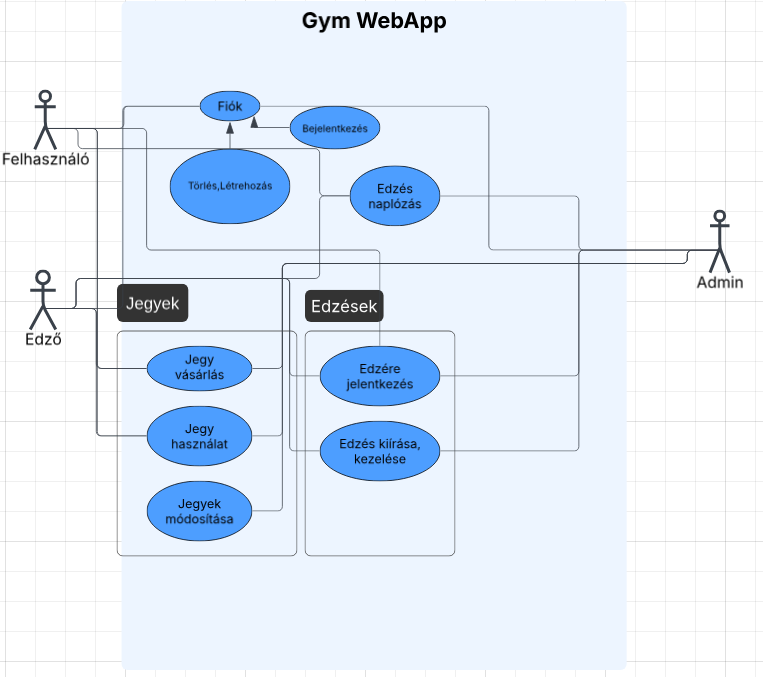 Gym WebApp
Fiók
Bejelentkezés
Felhasználó
Törlés,Létrehozás
Edzés
naplózás
Admin
Edző
Jegyek
Edzések
Jegy
vásárlás
Edzére
jelentkezés
Jegy
használat
Edzés kiírása,
kezelése
Jegyek
módosítása